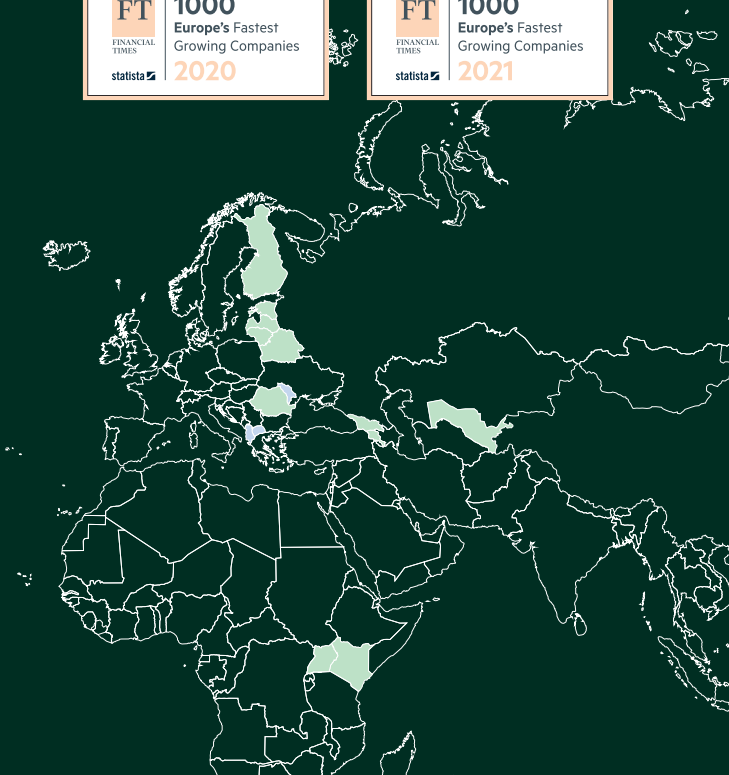 FT
1000
Europe's Fastest
Growing Companies
FINANCIAL
TIMES
statista
2020
FT
1000
Europe's Fastest
Growing Companies
FINANCIAL
TIMES
statista
2021